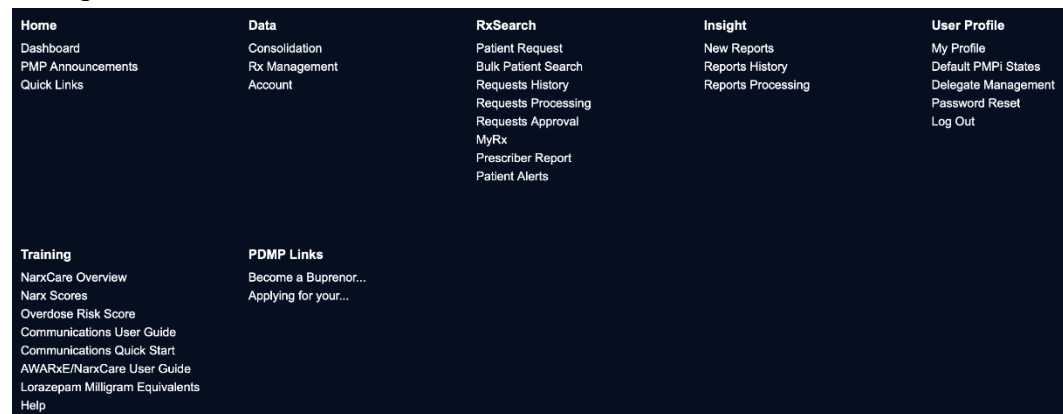 Home
Dashboard
PMP Announcements
Quick Links
Data
Consolidation
Rx Management
Account
RxSearch
Patient Request
Bulk Patient Search
Requests History
Requests Processing
Requests Approval
MyRx
Prescriber Report
Patient Alerts
Insight
New Reports
Reports History
Reports Processing
User Profile
My Profile
Default PMPi States
Delegate Management
Password Reset
Log Out
Training
NarxCare Overview
Narx Scores
Overdose Risk Score
Communications User Guide
Communications Quick Start
AWARxE/NarxCare User Guide
Lorazepam Milligram Equivalents
Help
PDMP Links
Become a Buprenor...
Applying for your...